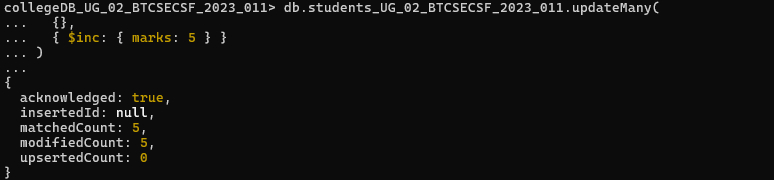 collegeDB_UG_02_BTCSECSF_2023_011> db.students_UG_02_BTCSECSF_2023_011.updateMany(
...   {},
...   { $inc: { marks: 5 } }
... )
...
{
  acknowledged: true,
  insertedId: null,
  matchedCount: 5,
  modifiedCount: 5,
  upsertedCount: 0
}